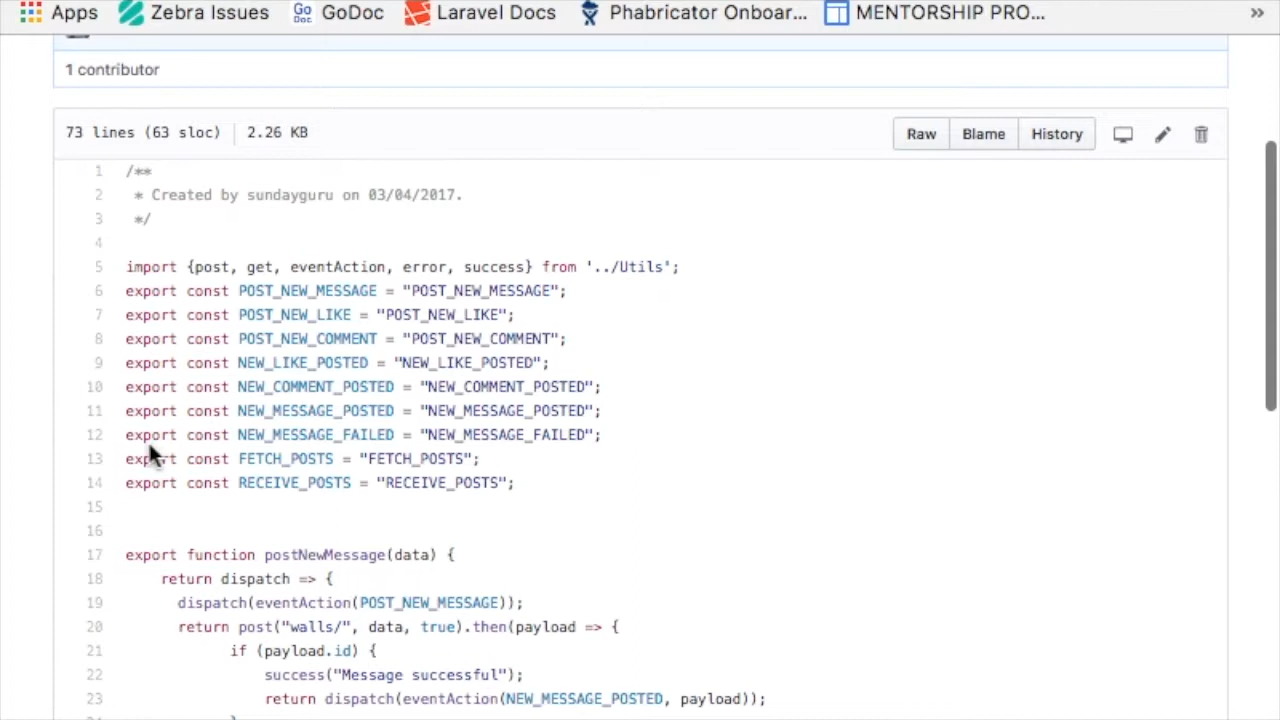 Apps Zebra Issues Go Doc GoDoc Laravel Docs Phabricator Onboar... MENTORSHIP PRO... »
1 contributor
73 lines (63 sloc) 2.26 KB Raw Blame History
1 /**
2 * Created by sundayguru on 03/04/2017.
3 */
4
5 import {post, get, eventAction, error, success} from '../Utils';
6 export const POST_NEW_MESSAGE = "POST_NEW_MESSAGE";
7 export const POST_NEW_LIKE = "POST_NEW_LIKE";
8 export const POST_NEW_COMMENT = "POST_NEW_COMMENT";
9 export const NEW_LIKE_POSTED = "NEW_LIKE_POSTED";
10 export const NEW_COMMENT_POSTED = "NEW_COMMENT_POSTED";
11 export const NEW_MESSAGE_POSTED = "NEW_MESSAGE_POSTED";
12 export const NEW_MESSAGE_FAILED = "NEW_MESSAGE_FAILED";
13 export const FETCH_POSTS = "FETCH_POSTS";
14 export const RECEIVE_POSTS = "RECEIVE_POSTS";
15
16
17 export function postNewMessage(data) {
18 return dispatch => {
19 dispatch(eventAction(POST_NEW_MESSAGE));
20 return post("walls/", data, true).then(payload => {
21 if (payload.id) {
22 success("Message successful");
23 return dispatch(eventAction(NEW_MESSAGE_POSTED, payload));